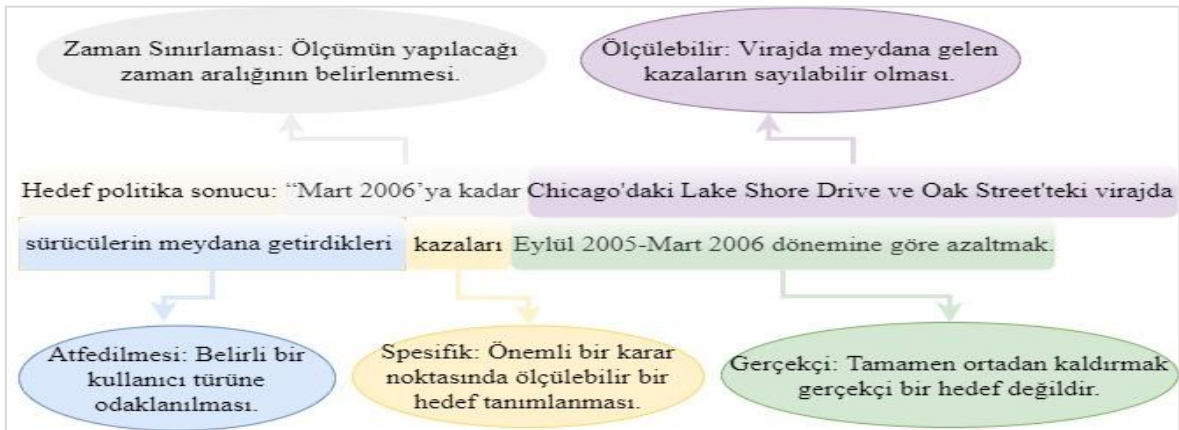 Zaman Sınırlaması: Ölçümün yapılacağı
zaman aralığının belirlenmesi.
Ölçülebilir: Virajda meydana gelen
kazaların sayılabilir olması.
Hedef politika sonucu: “Mart 2006’ya kadar Chicago'daki Lake Shore Drive ve Oak Street'teki virajda
sürücülerin meydana getirdikleri kazaları Eylül 2005-Mart 2006 dönemine göre azaltmak.
Atfedilmesi: Belirli bir
kullanıcı türüne
odaklanılması.
Spesifik: Önemli bir karar
noktasında ölçülebilir bir
hedef tanımlanması.
Gerçekçi: Tamamen ortadan kaldırmak
gerçekçi bir hedef değildir.